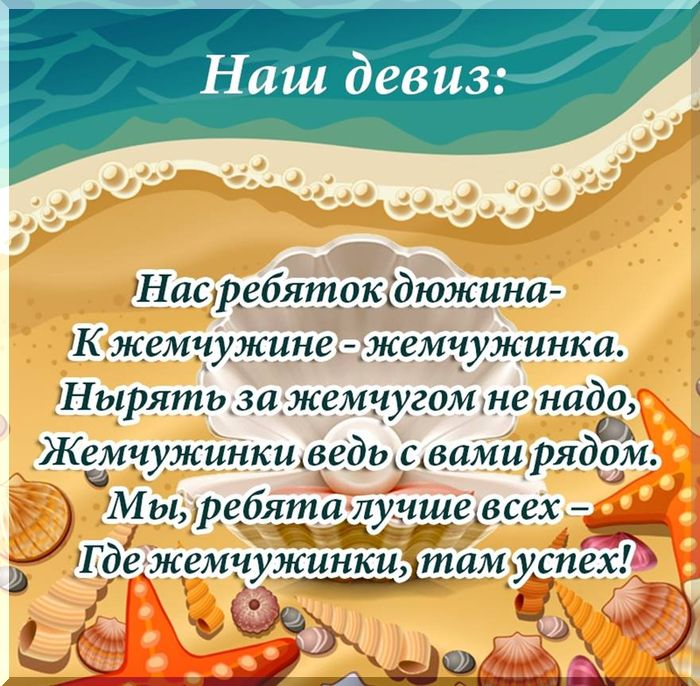 Наш девиз:
Нас ребяток дюжина-
К жемчужине - жемчужинка.
Нырять за жемчугом не надо,
Жемчужинки ведь с вами рядом.
Мы, ребята лучше всех –
Где жемчужинки, там успех!